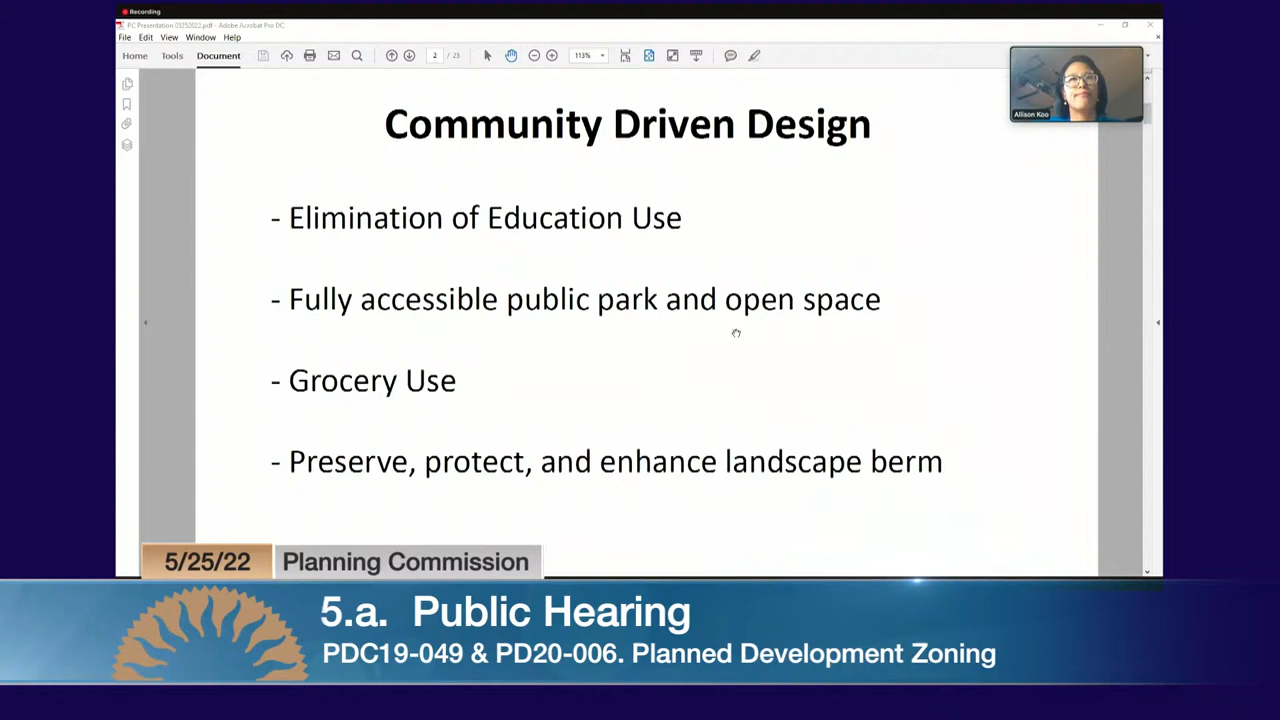 Recording
PC Presentation 05252022.pdf - Adobe Acrobat Pro DC
File Edit View Window Help
Home Tools Document 2 / 23 113%
Allison Koo
Community Driven Design
- Elimination of Education Use
- Fully accessible public park and open space
- Grocery Use
- Preserve, protect, and enhance landscape berm
5/25/22 Planning Commission
5.a. Public Hearing
PDC19-049 & PD20-006. Planned Development Zoning